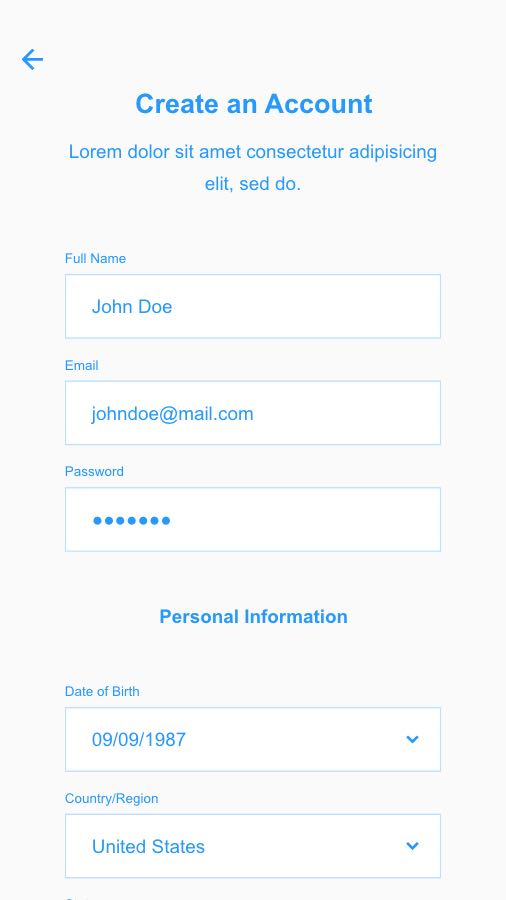 Create an Account
Lorem dolor sit amet consectetur adipisicing
elit, sed do.
Full Name
John Doe
Email
johndoe@mail.com
Password
•••••••
Personal Information
Date of Birth
09/09/1987
Country/Region
United States